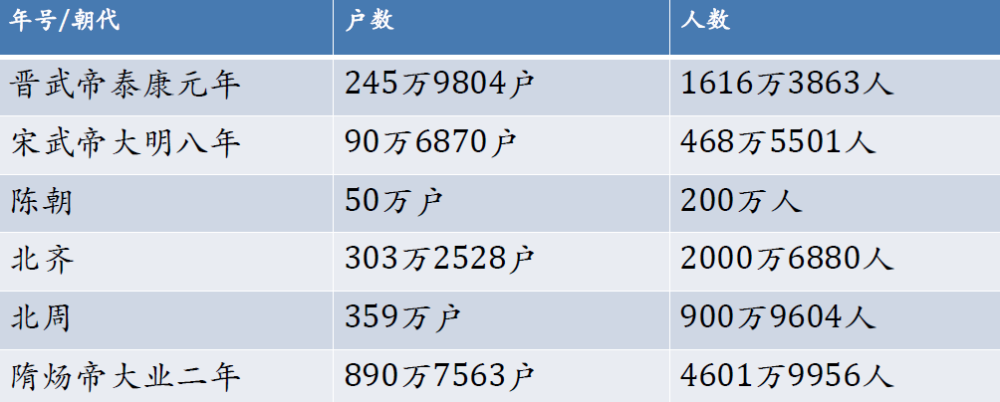 年号/朝代 户数 人数
晋武帝泰康元年 245万9804户 1616万3863人
宋武帝大明八年 90万6870户 468万5501人
陈朝 50万户 200万人
北齐 303万2528户 2000万6880人
北周 359万户 900万9604人
隋炀帝大业二年 890万7563户 4601万9956人